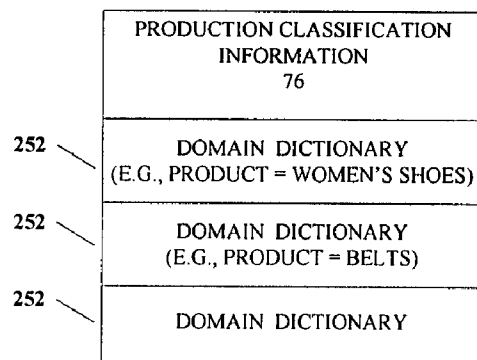 PRODUCTION CLASSIFICATION
INFORMATION
76
252
DOMAIN DICTIONARY
(E.G., PRODUCT = WOMEN'S SHOES)
252
DOMAIN DICTIONARY
(E.G., PRODUCT = BELTS)
252
DOMAIN DICTIONARY